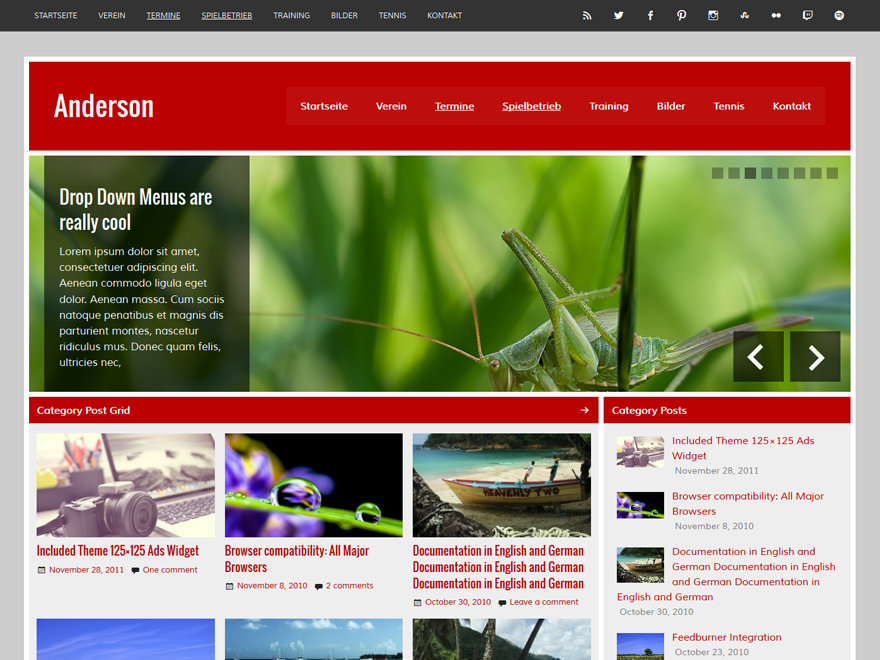 STARTSEITE VEREIN TERMINE SPIELBETRIEB TRAINING BILDER TENNIS KONTAKT
Anderson
Startseite Verein Termine Spielbetrieb Training Bilder Tennis Kontakt
Drop Down Menus are
really cool
Lorem ipsum dolor sit amet,
consectetuer adipiscing elit.
Aenean commodo ligula eget
dolor. Aenean massa. Cum sociis
natoque penatibus et magnis dis
parturient montes, nascetur
ridiculus mus. Donec quam felis,
ultricies nec,
Category Post Grid
HEAVENLY TWO
Included Theme 125×125 Ads Widget
November 28, 2011 One comment
Browser compatibility: All Major
Browsers
November 8, 2010 2 comments
Documentation in English and German
Documentation in English and German
Documentation in English and German
October 30, 2010 Leave a comment
Category Posts
Included Theme 125×125 Ads
Widget
November 28, 2011
Browser compatibility: All Major
Browsers
November 8, 2010
Documentation in English and
German Documentation in English
and German Documentation in
English and German
October 30, 2010
Feedburner Integration
October 23, 2010